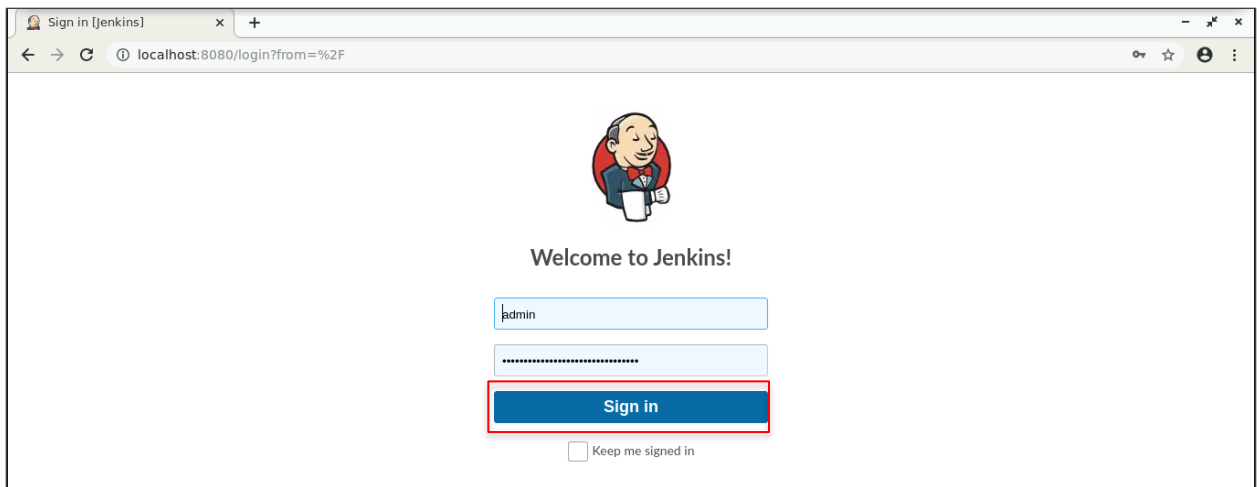 Sign in [Jenkins]
localhost:8080/login?from=%2F
Welcome to Jenkins!
admin
••••••••••••••••••••••••••••••••
Sign in
Keep me signed in